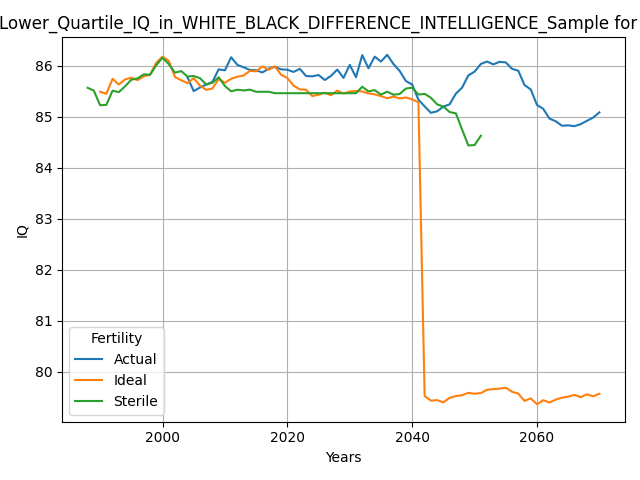 Lower_Quartile_IQ_in_WHITE_BLACK_DIFFERENCE_INTELLIGENCE_Sample for
IQ
86
85
84
83
82
81
80
Fertility
Actual
Ideal
Sterile
2000
2020
2040
2060
Years